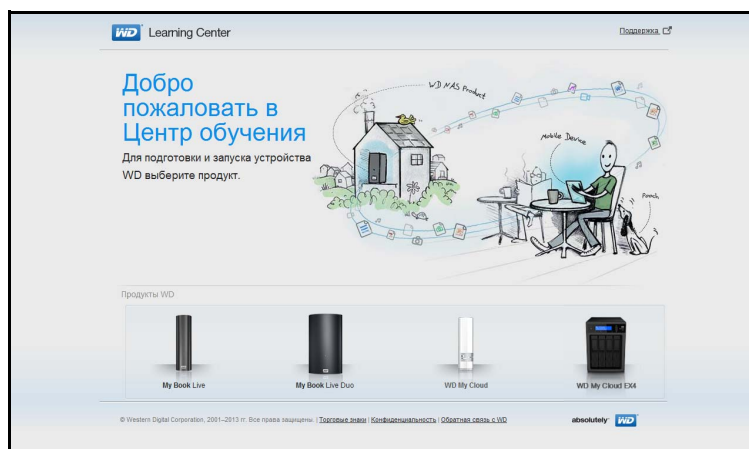 WD Learning Center
Поддержка
Добро
пожаловать в
Центр обучения
Для подготовки и запуска устройства
WD выберите продукт.
WD NAS Product
Mobile Device
Pooch
Продукты WD
My Book Live
My Book Live Duo
WD My Cloud
WD My Cloud EX4
© Western Digital Corporation, 2001–2013 гг. Все права защищены. | Торговые знаки | Конфиденциальность | Обратная связь с WD
absolutely WD